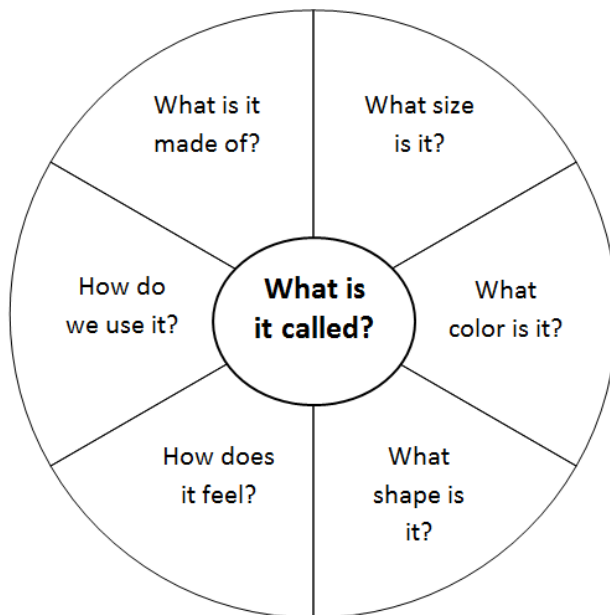 What is it
made of?
What size
is it?
How do
we use it?
What is
it called?
What
color is it?
How does
it feel?
What
shape is
it?